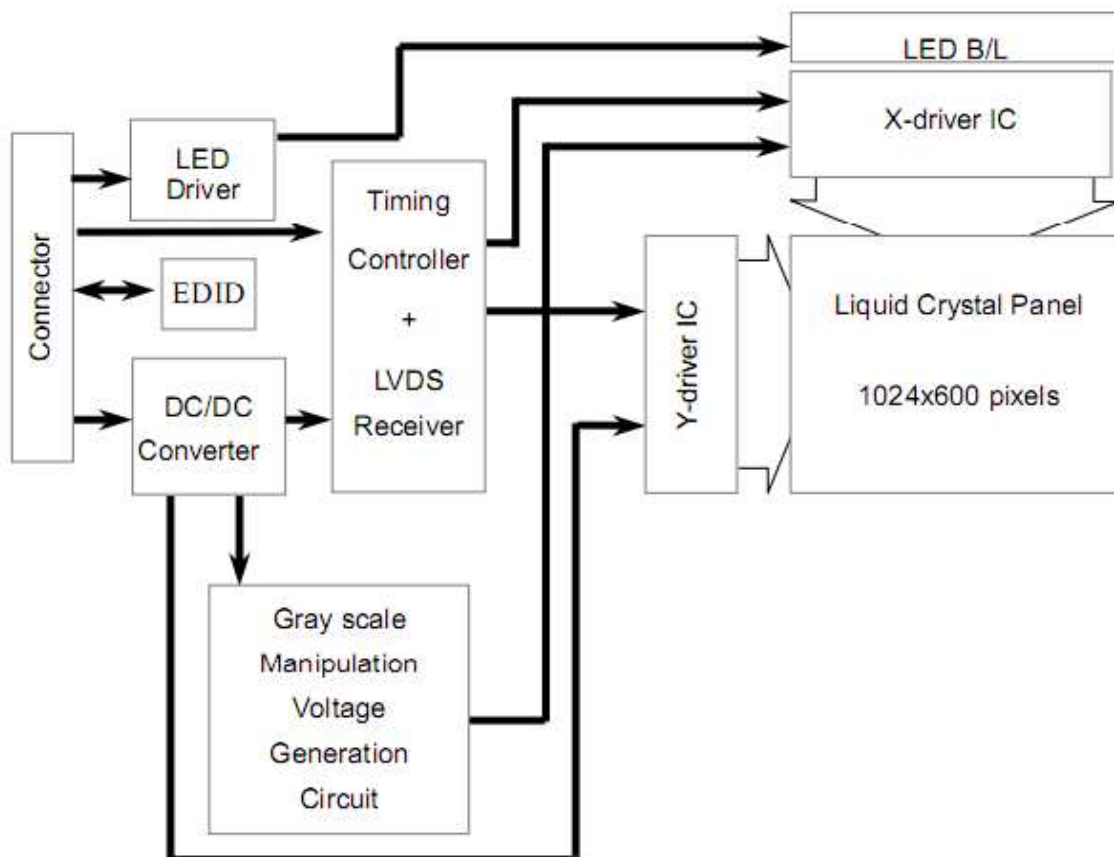 LED B/L
X-driver IC
LED
Driver
Timing
Controller
+
LVDS
Receiver
Connector
EDID
DC/DC
Converter
Y-driver IC
Liquid Crystal Panel
1024x600 pixels
Gray scale
Manipulation
Voltage
Generation
Circuit